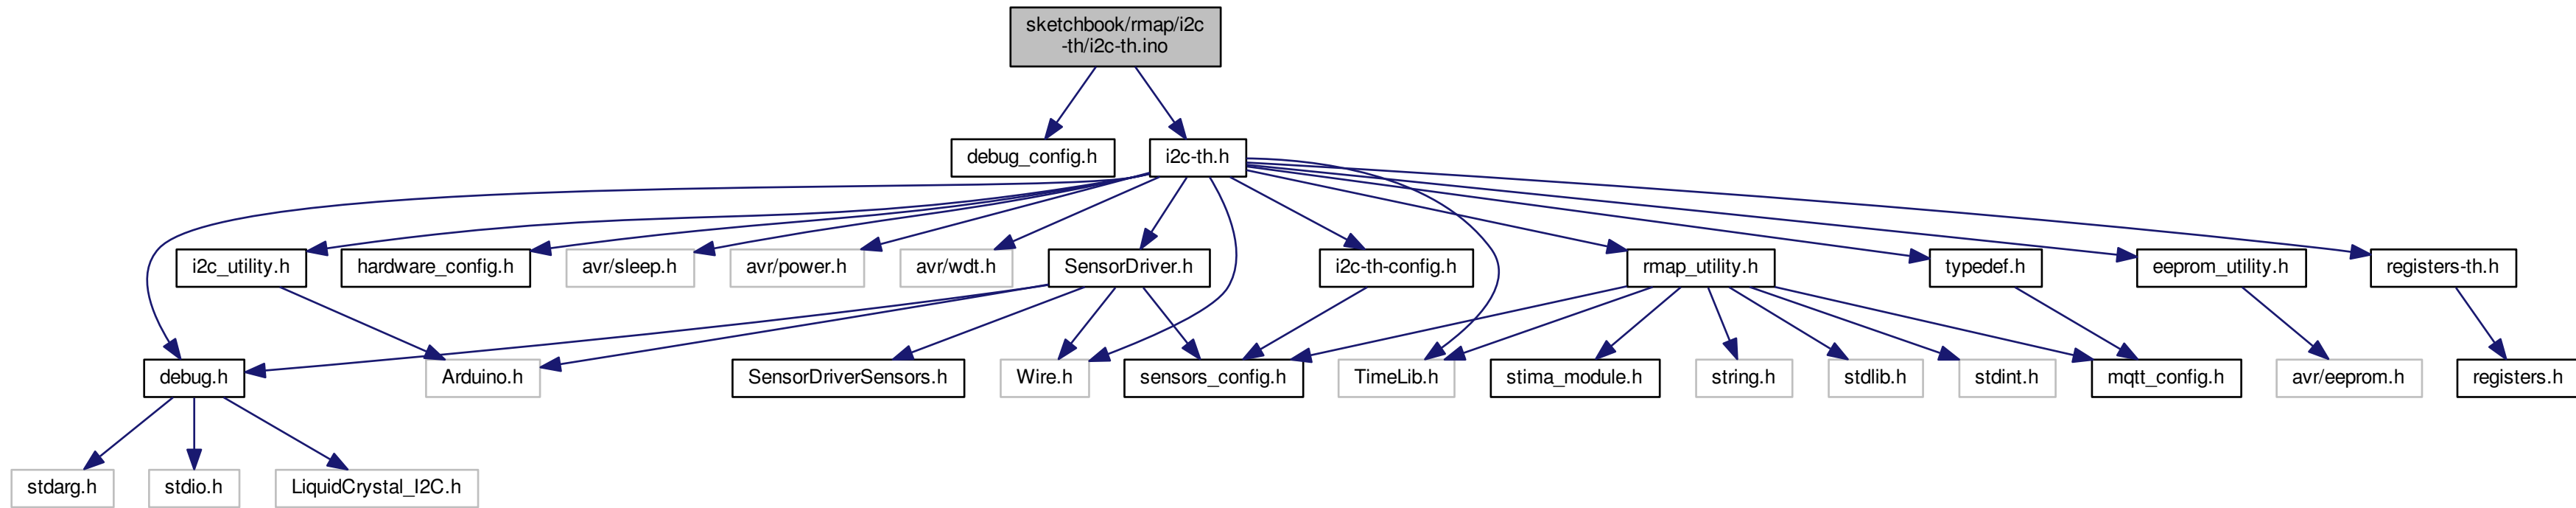 sketchbook/rmap/i2c
-th/i2c-th.ino
debug_config.h
i2c-th.h
i2c_utility.h
hardware_config.h
avr/sleep.h
avr/power.h
avr/wdt.h
SensorDriver.h
i2c-th-config.h
rmap_utility.h
typedef.h
eeprom_utility.h
registers-th.h
debug.h
Arduino.h
SensorDriverSensors.h
Wire.h
sensors_config.h
TimeLib.h
stima_module.h
string.h
stdlib.h
stdint.h
mqtt_config.h
avr/eeprom.h
registers.h
stdarg.h
stdio.h
LiquidCrystal_I2C.h